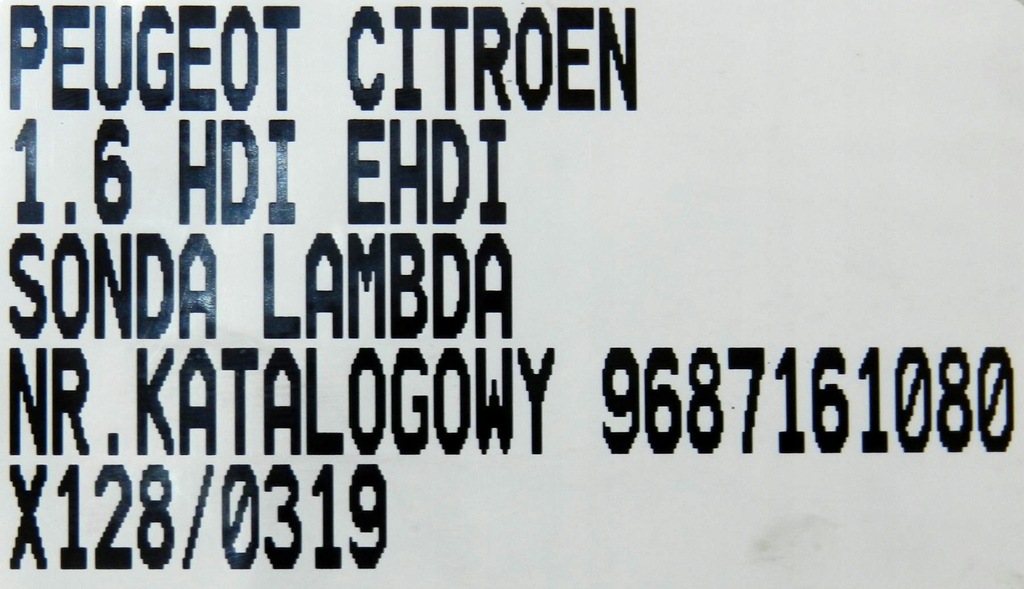 PEUGEOT CITROEN
1.6 HDI EHDI
SONDA LAMBDA
NR.KATALOGOWY 9687161080
X128/0319